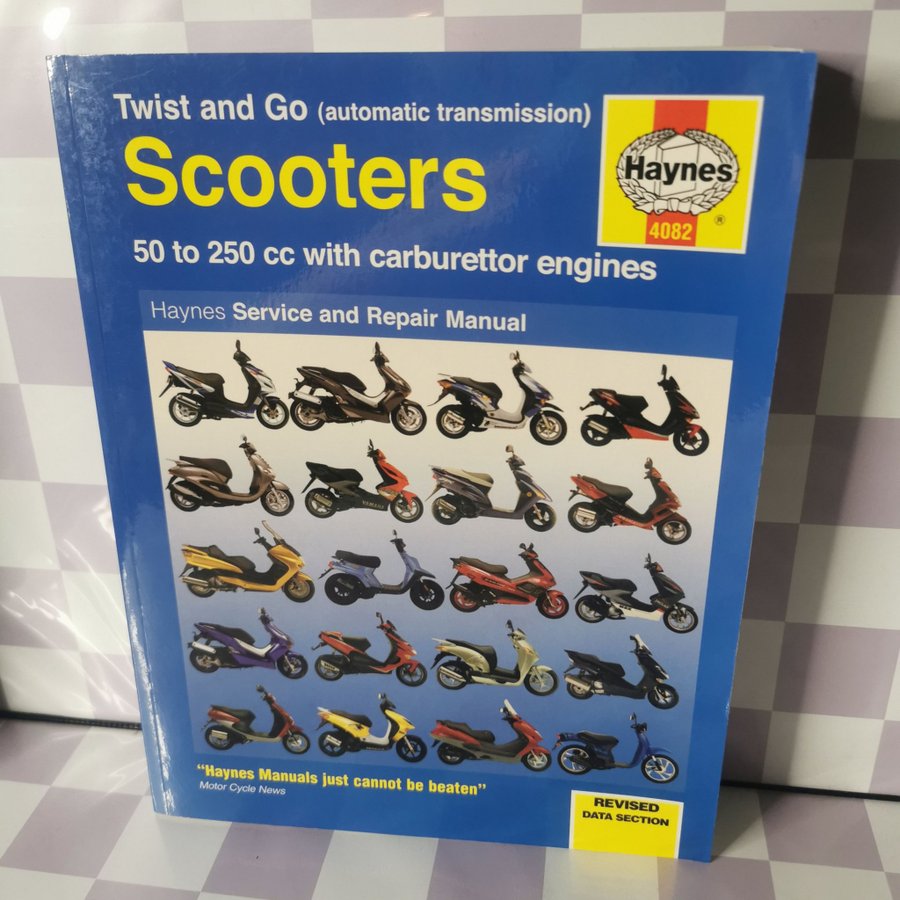 Twist and Go (automatic transmission)
Scooters
50 to 250 cc with carburettor engines
Haynes
®
4082
Haynes Service and Repair Manual
YAMAHA
“Haynes Manuals just cannot be beaten”
Motor Cycle News
REVISED
DATA SECTION